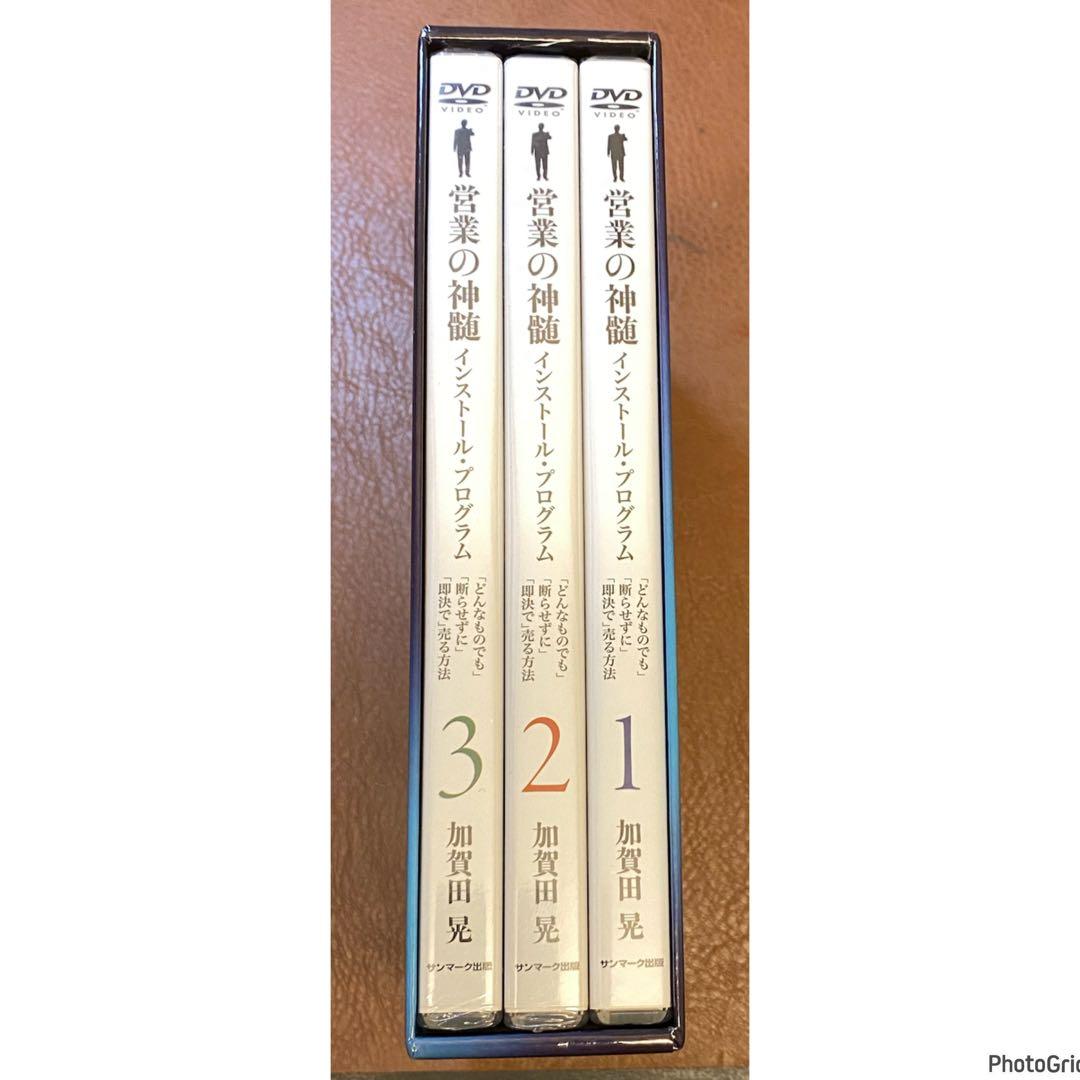 DVD
VIDEO
営業の神髄
インストール・プログラム
「どんなものでも」
「断らせずに」
「即決で」売る方法
3
加賀田 晃
サンマーク出版
DVD
VIDEO
営業の神髄
インストール・プログラム
「どんなものでも」
「断らせずに」
「即決で」売る方法
2
加賀田 晃
サンマーク出版
DVD
VIDEO
営業の神髄
インストール・プログラム
「どんなものでも」
「断らせずに」
「即決で」売る方法
1
加賀田 晃
サンマーク出版
PhotoGrid